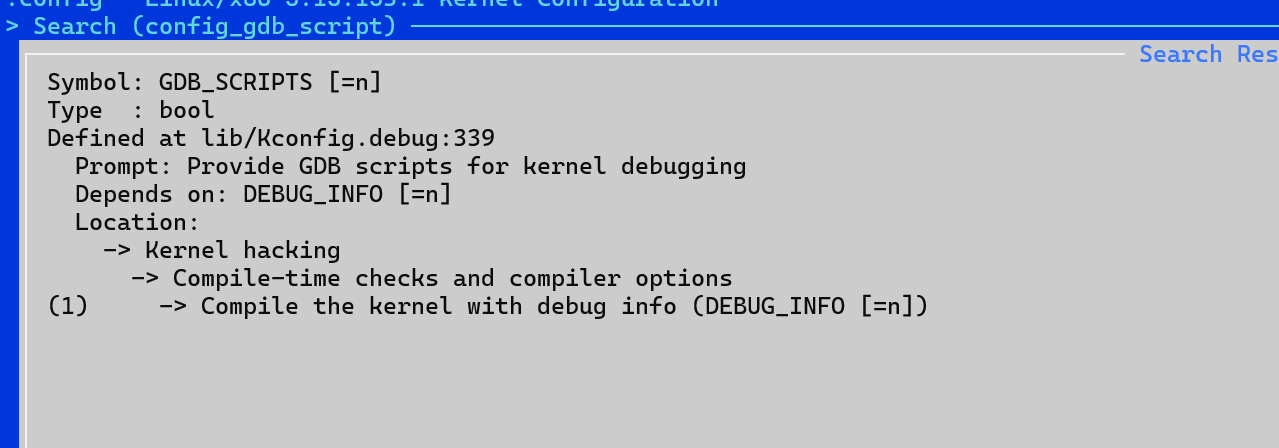 .config - Linux/x86 5.15.153.1 Kernel Configuration
> Search (config_gdb_script)
Search Res
Symbol: GDB_SCRIPTS [=n]
Type  : bool
Defined at lib/Kconfig.debug:339
  Prompt: Provide GDB scripts for kernel debugging
  Depends on: DEBUG_INFO [=n]
  Location:
    -> Kernel hacking
      -> Compile-time checks and compiler options
(1)     -> Compile the kernel with debug info (DEBUG_INFO [=n])